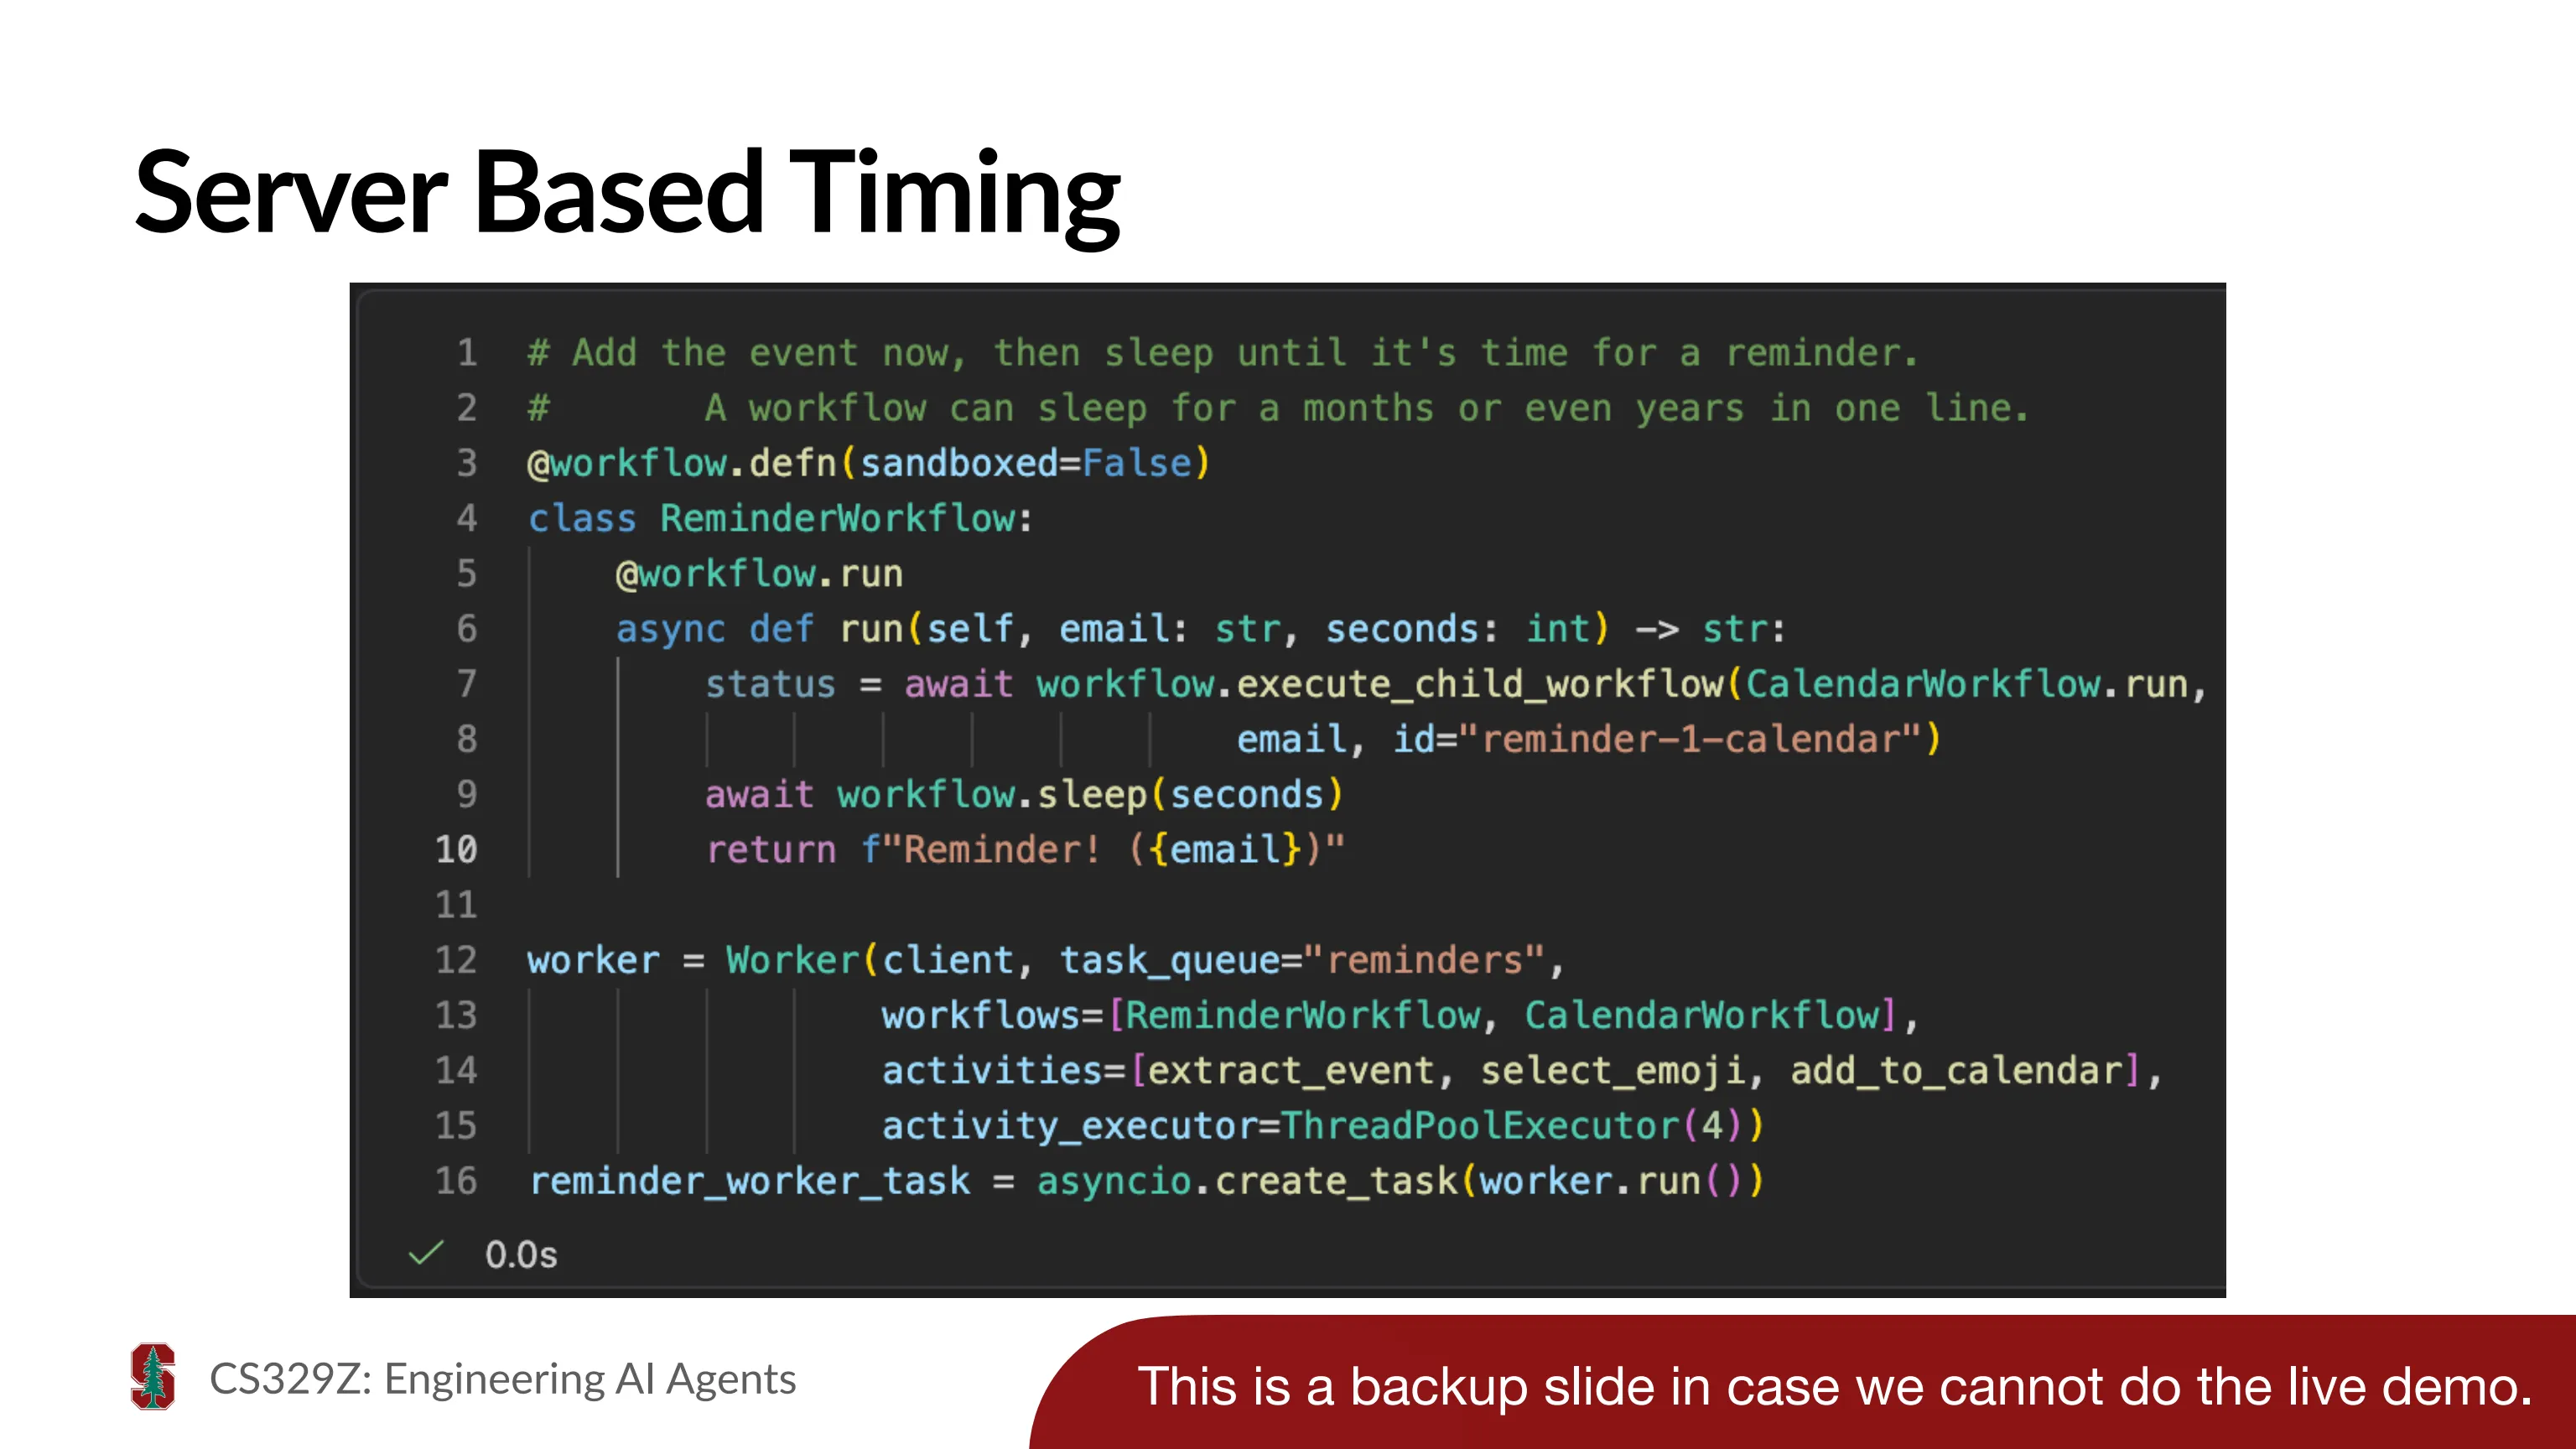 Server Based Timing
1 # Add the event now, then sleep until it's time for a reminder.
2 #       A workflow can sleep for a months or even years in one line.
3 @workflow.defn(sandboxed=False)
4 class ReminderWorkflow:
5     @workflow.run
6     async def run(self, email: str, seconds: int) -> str:
7         status = await workflow.execute_child_workflow(CalendarWorkflow.run,
8                                 email, id="reminder-1-calendar")
9         await workflow.sleep(seconds)
10         return f"Reminder! ({email})"
11
12 worker = Worker(client, task_queue="reminders",
13                 workflows=[ReminderWorkflow, CalendarWorkflow],
14                 activities=[extract_event, select_emoji, add_to_calendar],
15                 activity_executor=ThreadPoolExecutor(4))
16 reminder_worker_task = asyncio.create_task(worker.run())
✓ 0.0s
CS329Z: Engineering AI Agents
This is a backup slide in case we cannot do the live demo.